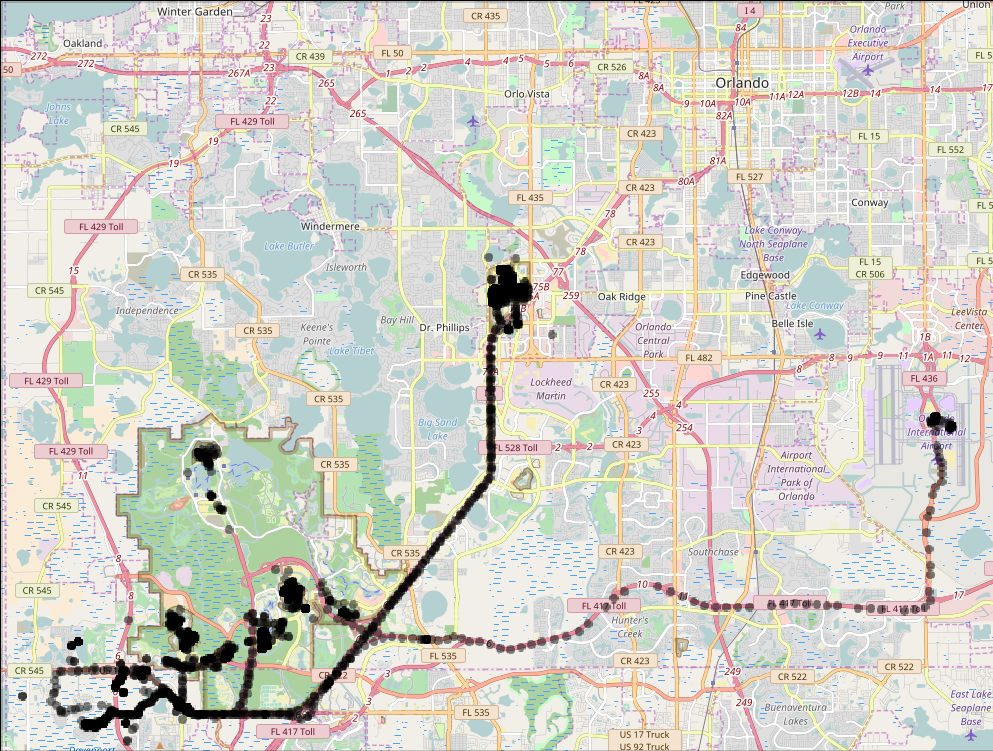 Winter Garden
CR 435
I 4
Park
Union
Oakland
23
84
Orlando
Executive
Airport
272
272
FL 50
CR 439
FL 50
4
4
5
5
6
50
267A
23
1
2
CR 526
8A
Orlando
265
8A
Orlo Vista
9
10A
10A
11A
12A
12B
14
14
22
Johns
Lake
265
82A
CR 545
FL 429 Toll
CR 423
FL 15
19
FL 552
19
81A
FL 527
80A
CR 423
FL 435
Conway
78
Windermere
FL 429 Toll
Lake Conway
North Seaplane
Base
Lake Butler
CR 423
78
15
Isleworth
77
FL 15
CR 506
CR 535
Edgewood
CR 545
75B
259
Oak Ridge
Pine Castle
Lake Conway
Independence
Bay Hill
Belle Isle
LeeVista
Center
CR 535
Keene's
Pointe
Dr. Phillips
Orlando
Central
Park
Lake Tibet
FL 482
8
9
9
11
11
12
1B
1A
8
FL 429 Toll
Lockheed
Martin
CR 423
FL 436
CR 535
255
4
4
3
254
Big Sand
Lake
FL 528 Toll
2
2
CR 423
International
Airport
FL 429 Toll
CR 535
Airport
International
Park of
Orlando
11
CR 545
CR 535
CR 423
Southchase
8
CR 545
10
17
8
FL 417 Toll
FL 417 Toll
FL 417 Toll
Hunter's
Creek
6
FL 535
CR 545
CR 423
CR 522
249
CR 522
3
3
249
Buenaventura
Lakes
East Lake
Seaplane
Base
FL 535
2
2
FL 417 Toll
US 17 Truck
US 92 Truck
Davenport